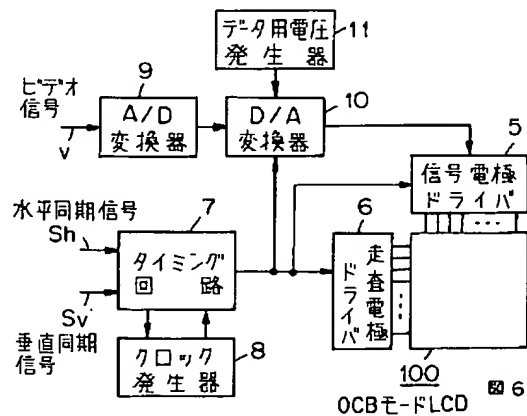 データ用電圧
発生器
11
ビデオ
信号
V
9
A/D
変換器
D/A
変換器
10
5
信号電極
ドライバ
水平同期信号
Sh
7
タイミング
回路
6
走査電極
ドライバ
Sv
垂直同期
信号
クロック
発生器
8
100
OCBモードLCD
図6